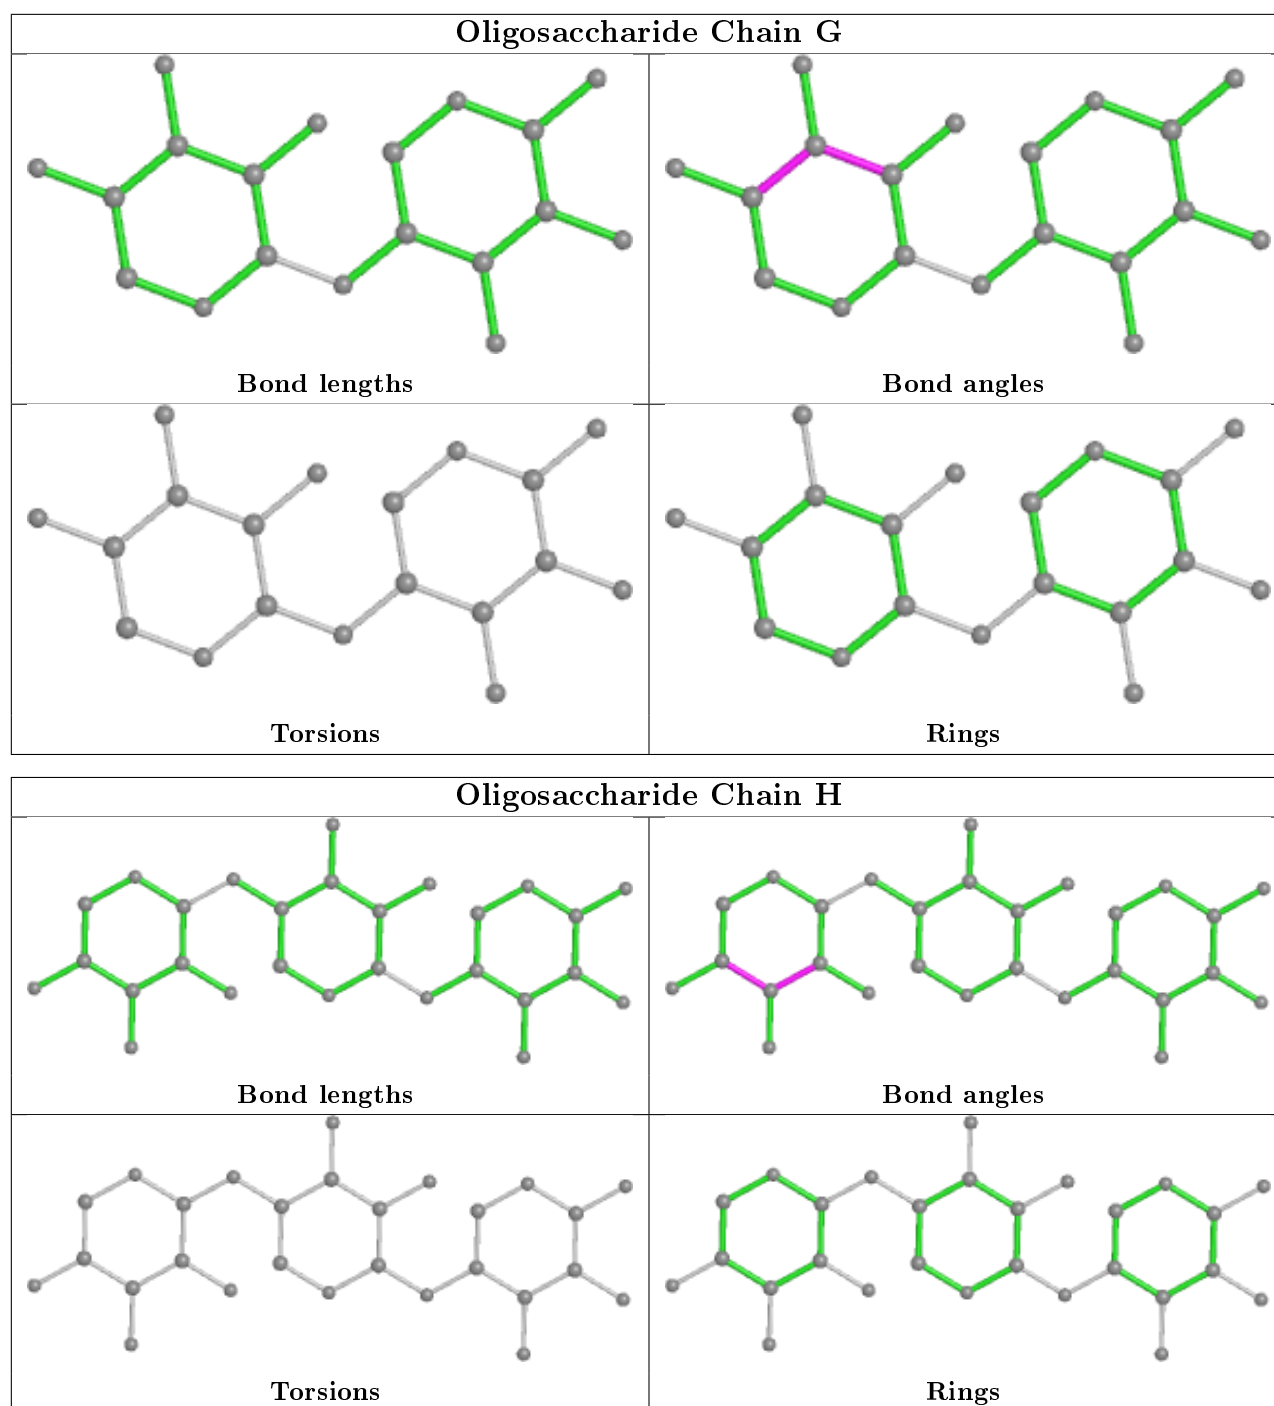 Oligosaccharide Chain G
Bond lengths
Bond angles
Torsions
Rings
Oligosaccharide Chain H
Bond lengths
Bond angles
Torsions
Rings